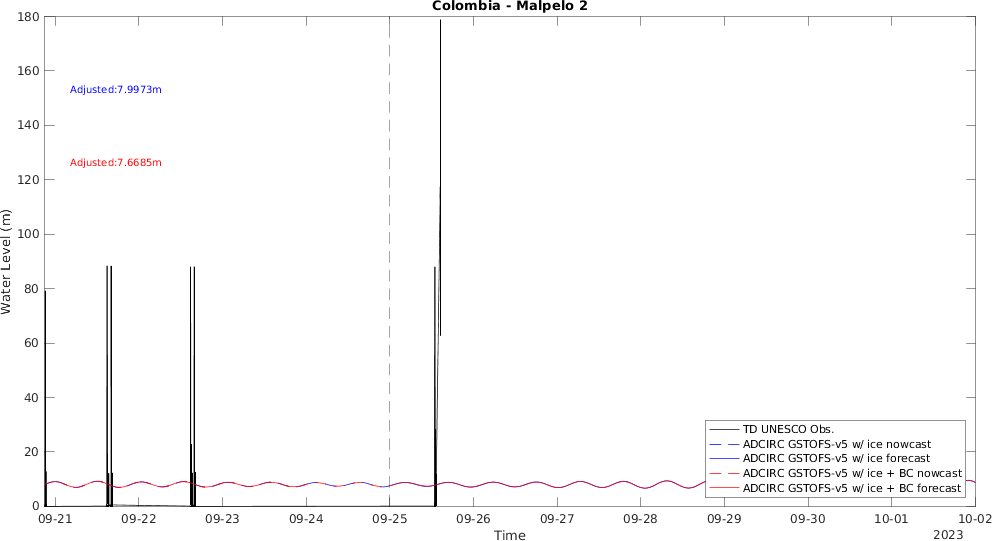 Colombia - Malpelo 2
180
160
140
120
100
80
60
40
20
0
Water Level (m)
Adjusted:7.9973m
Adjusted:7.6685m
TD UNESCO Obs.
ADCIRC GSTOFS-v5 w/ ice nowcast
ADCIRC GSTOFS-v5 w/ ice forecast
ADCIRC GSTOFS-v5 w/ ice + BC nowcast
ADCIRC GSTOFS-v5 w/ ice + BC forecast
09-21 09-22 09-23 09-24 09-25 09-26 09-27 09-28 09-29 09-30 10-01 10-02
Time
2023